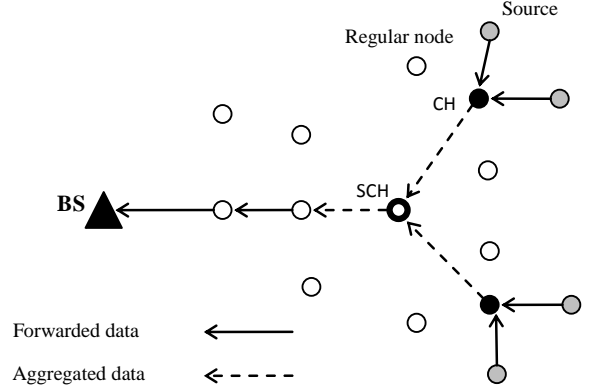 Source
Regular node
CH
SCH
BS
Forwarded data
Aggregated data